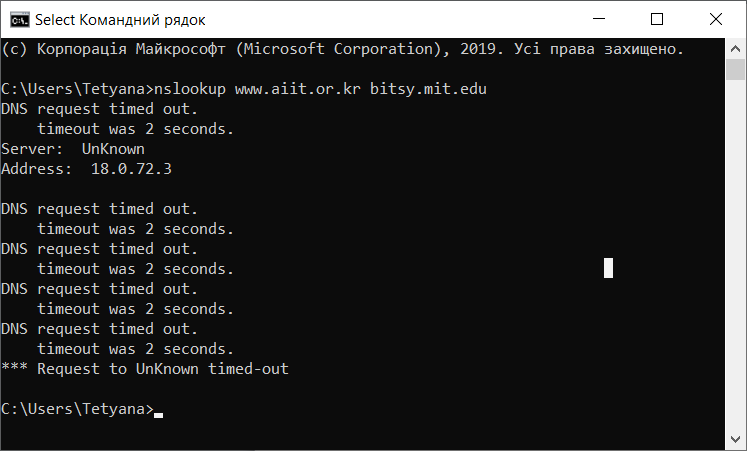 Select Командний рядок
(c) Корпорація Майкрософт (Microsoft Corporation), 2019. Усі права захищено.
C:\Users\Tetyana>nslookup www.aiit.or.kr bitsy.mit.edu
DNS request timed out.
    timeout was 2 seconds.
Server:  UnKnown
Address:  18.0.72.3
DNS request timed out.
    timeout was 2 seconds.
DNS request timed out.
    timeout was 2 seconds.
DNS request timed out.
    timeout was 2 seconds.
DNS request timed out.
    timeout was 2 seconds.
*** Request to UnKnown timed-out
C:\Users\Tetyana>